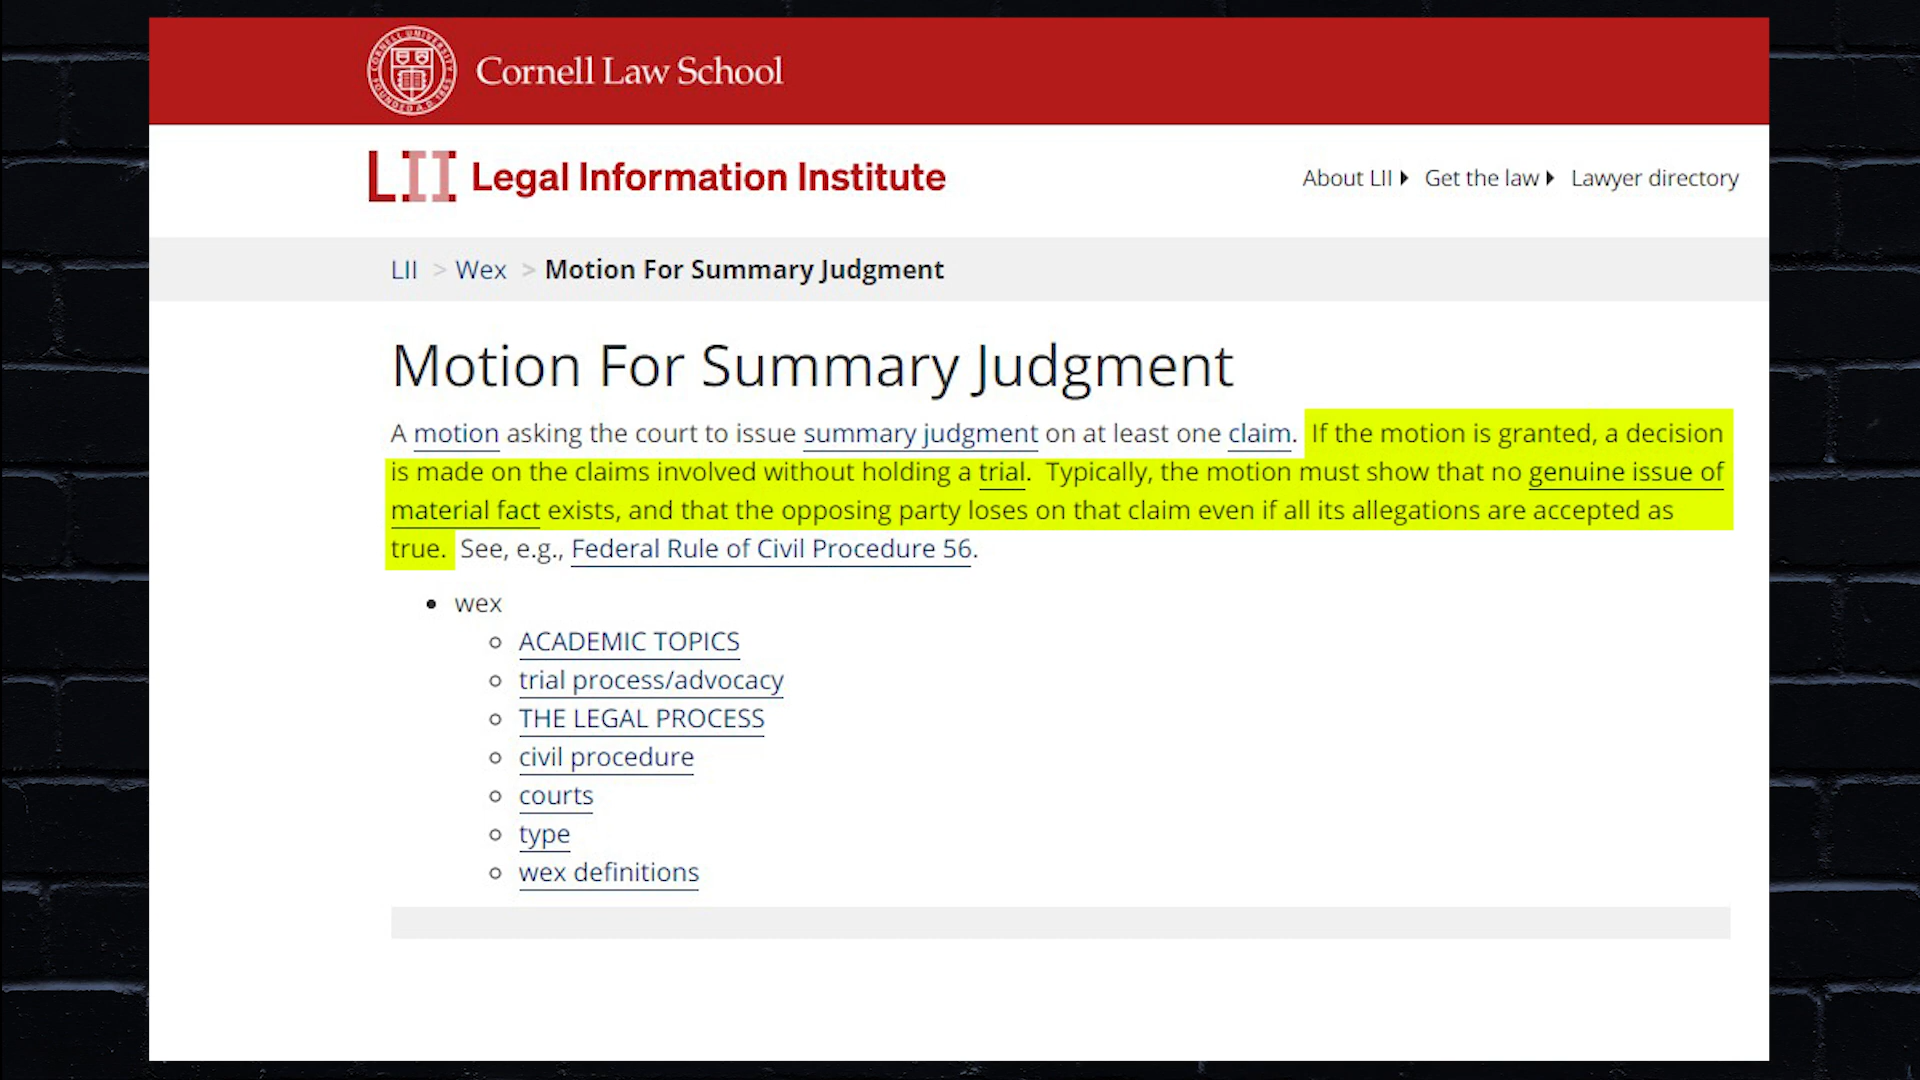 Cornell Law School
LII Legal Information Institute
About LII Get the law Lawyer directory
LII > Wex > Motion For Summary Judgment
Motion For Summary Judgment
A motion asking the court to issue summary judgment on at least one claim. If the motion is granted, a decision
is made on the claims involved without holding a trial. Typically, the motion must show that no genuine issue of
material fact exists, and that the opposing party loses on that claim even if all its allegations are accepted as
true. See, e.g., Federal Rule of Civil Procedure 56.
wex
ACADEMIC TOPICS
trial process/advocacy
THE LEGAL PROCESS
civil procedure
courts
type
wex definitions